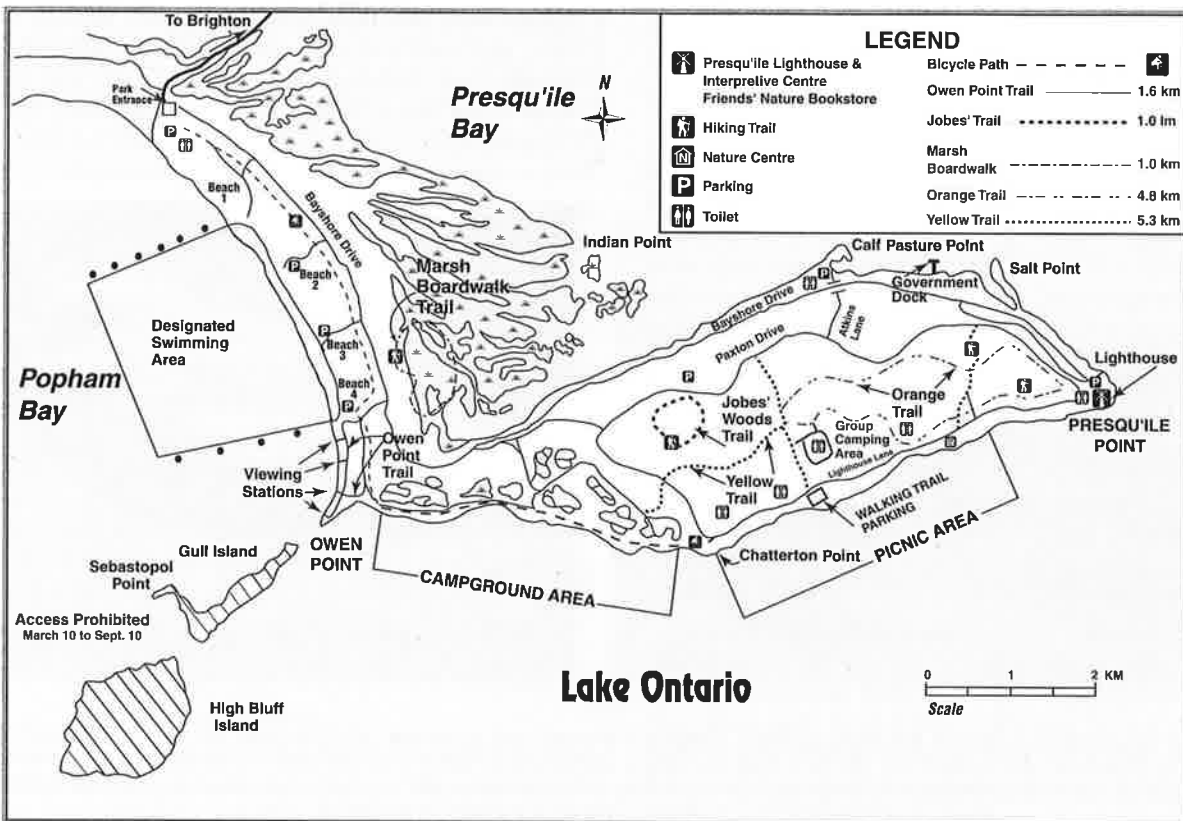 To Brighton
Park
Entrance
Presqu'ile
Bay
N
LEGEND
Presqu'ile Lighthouse &
Interprelive Centre
Friends' Nature Bookstore
Hiking Trail
N
Nature Centre
P
Parking
Toilet
Bicycle Path
Owen Point Trail
1.6 km
Jobes' Trail
1.0 lm
Marsh
Boardwalk
1.0 km
Orange Trail
4.8 km
Yellow Trail
5.3 km
P
Beach
1
Bayshore Drive
P
Beach
2
Marsh
Boardwalk
Trail
Indian Point
Calf Pasture Point
P
Government
Dock
Salt Point
Designated
Swimming
Area
P
Beach
3
Bayshore Drive
Paxton Drive
Atkins
Lane
Lighthouse
P
Popham
Bay
Beach
4
P
P
Orange
Trail
PRESQU'ILE
POINT
Jobes'
Woods
Trail
Group
Camping
Area
N
Lighthouse Lane
Owen
Point
Trail
Viewing
Stations
Yellow
Trail
WALKING TRAIL
PARKING
PICNIC AREA
OWEN
POINT
Chatterton Point
CAMPGROUND AREA
Gull Island
Sebastopol
Point
Access Prohibited
March 10 to Sept. 10
High Bluff
Island
Lake Ontario
0 1 2 KM
Scale